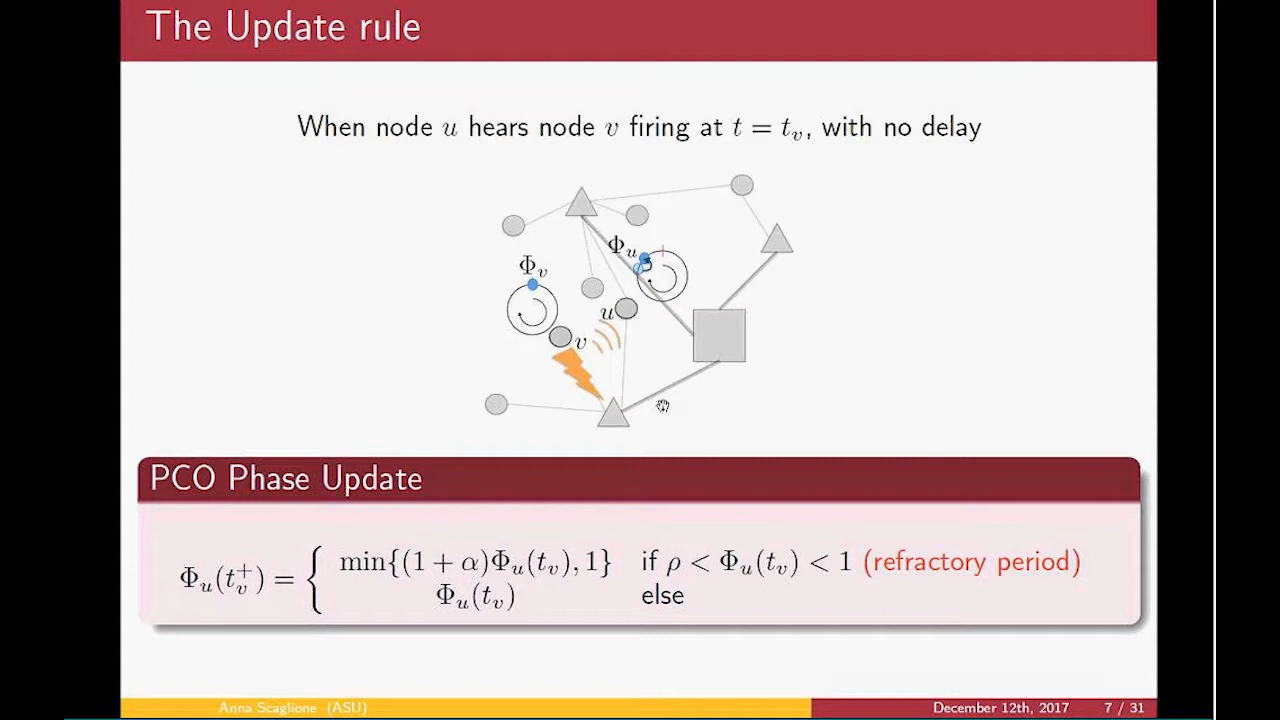 The Update rule
When node u hears node v firing at t = t_v, with no delay
Φ_u
Φ_v
u
v
PCO Phase Update
Φ_u(t_v^+) = { min{(1 + α)Φ_u(t_v), 1} if ρ < Φ_u(t_v) < 1 (refractory period)
Φ_u(t_v) else
Anna Scaglione (ASU) December 12th, 2017 7 / 31